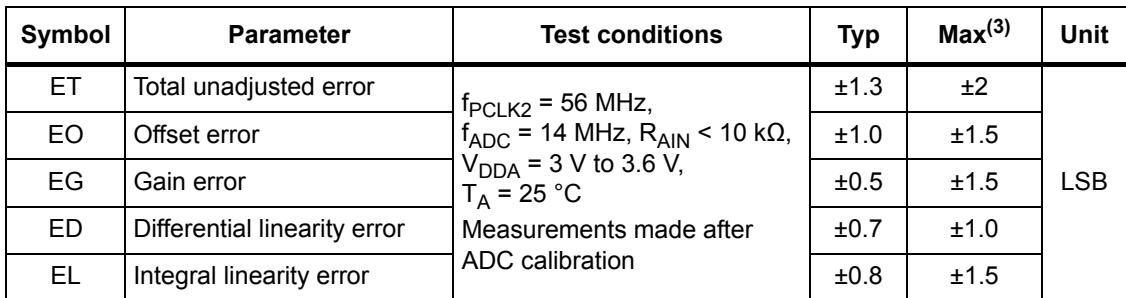 Symbol Parameter Test conditions Typ Max(3) Unit
ET Total unadjusted error ±1.3 ±2
EO Offset error ±1.0 ±1.5
EG Gain error ±0.5 ±1.5
ED Differential linearity error ±0.7 ±1.0
EL Integral linearity error ±0.8 ±1.5
fPCLK2 = 56 MHz,
fADC = 14 MHz, RAIN < 10 kΩ,
VDDA = 3 V to 3.6 V,
TA = 25 °C
Measurements made after
ADC calibration
LSB